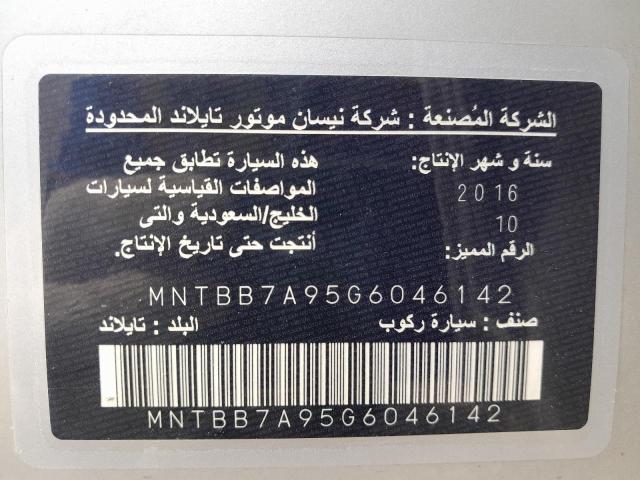 الشركة المُصنعة : شركة نيسان موتور تايلاند المحدودة
سنة و شهر الإنتاج:
2016
10
الرقم المميز:
هذه السيارة تطابق جميع
المواصفات القياسية لسيارات
الخليج/السعودية والتى
أنتجت حتى تاريخ الإنتاج.
MNTBB7A95G6046142
صنف : سيارة ركوب
البلد : تايلاند
MNTBB7A95G6046142